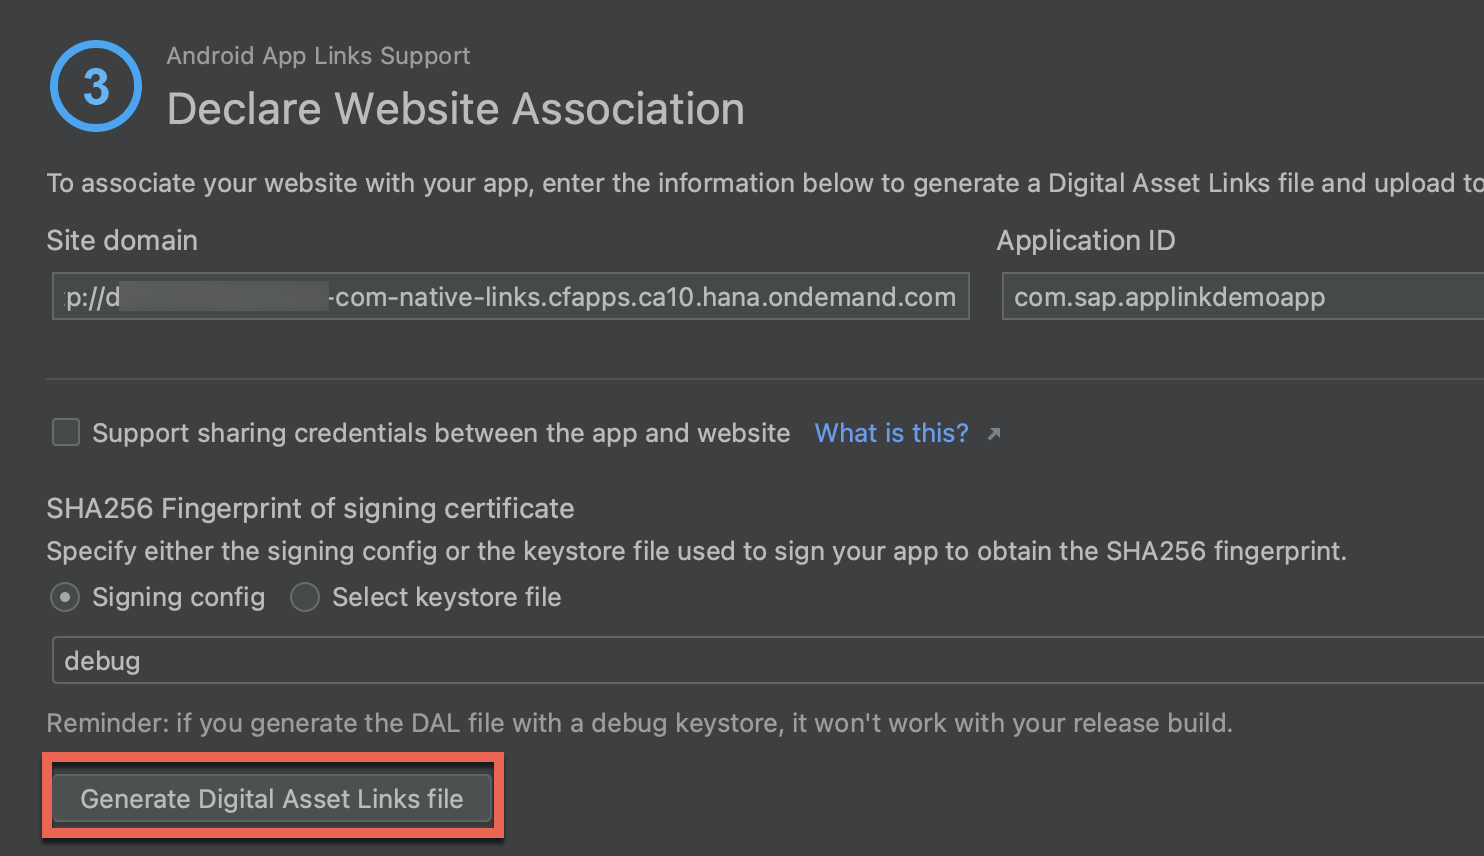 3
Android App Links Support
Declare Website Association
To associate your website with your app, enter the information below to generate a Digital Asset Links file and upload to
Site domain
Application ID
p://d -com-native-links.cfapps.ca10.hana.ondemand.com
com.sap.applinkdemoapp
Support sharing credentials between the app and website What is this?
SHA256 Fingerprint of signing certificate
Specify either the signing config or the keystore file used to sign your app to obtain the SHA256 fingerprint.
Signing config Select keystore file
debug
Reminder: if you generate the DAL file with a debug keystore, it won't work with your release build.
Generate Digital Asset Links file